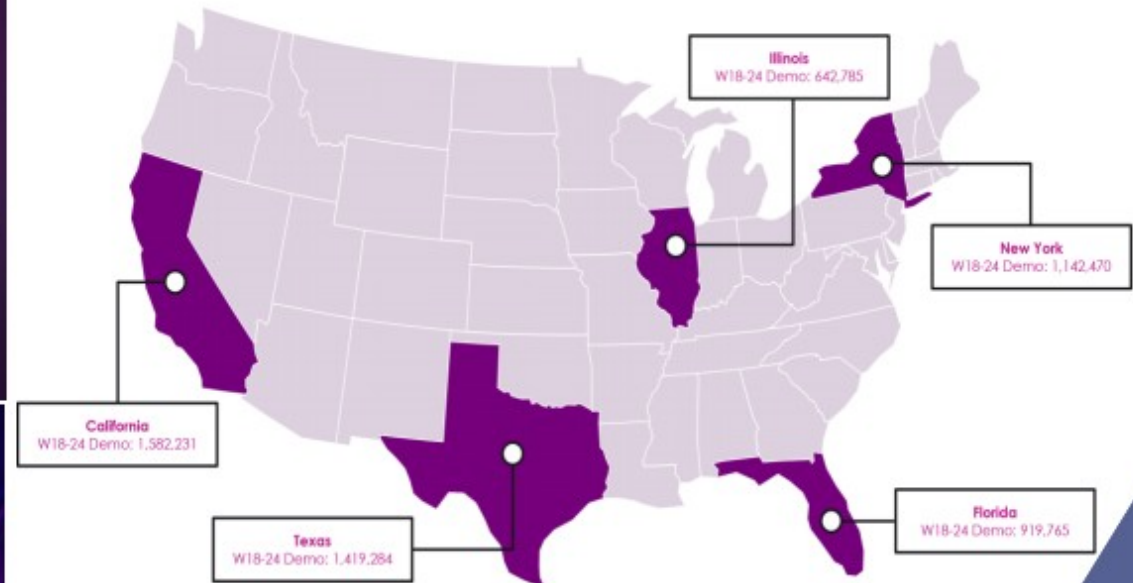 Illinois
W18-24 Demo: 642,785
New York
W18-24 Demo: 1,142,470
California
W18-24 Demo: 1,582,231
Texas
W18-24 Demo: 1,419,284
Florida
W18-24 Demo: 919,765